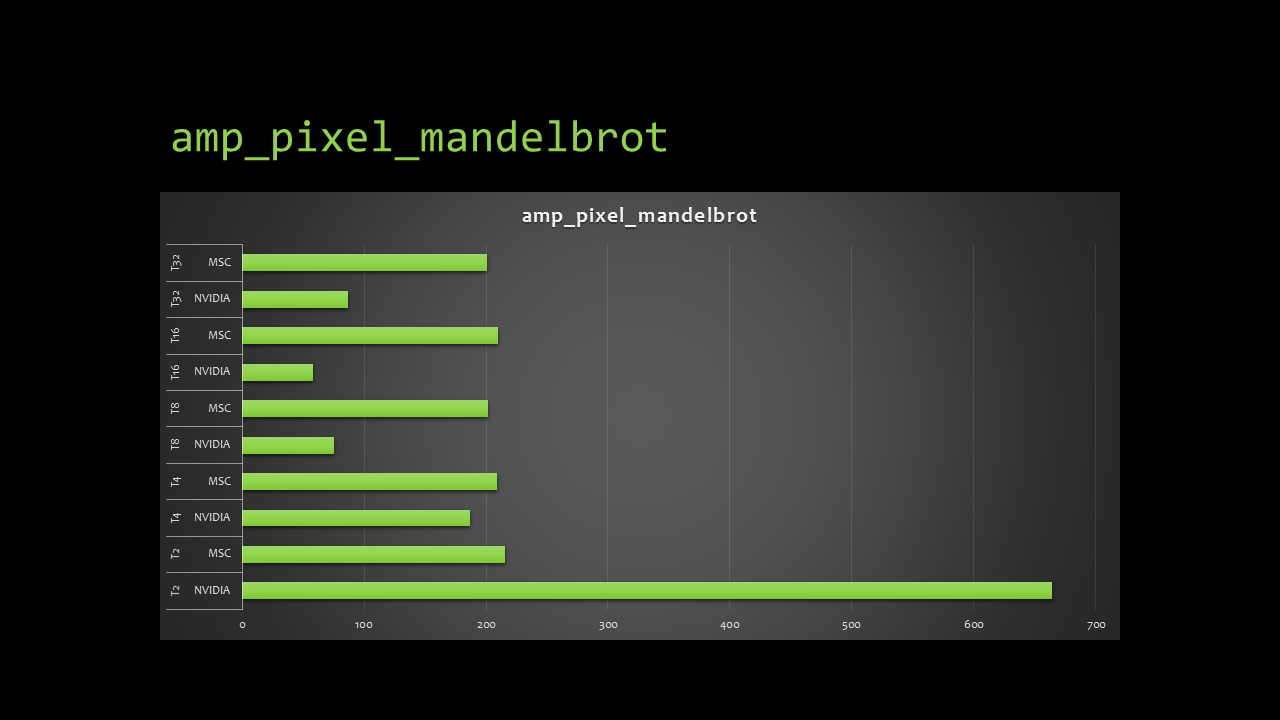 amp_pixel_mandelbrot
amp_pixel_mandelbrot
T32 MSC
T32 NVIDIA
T16 MSC
T16 NVIDIA
T8 MSC
T8 NVIDIA
T4 MSC
T4 NVIDIA
T2 MSC
T2 NVIDIA
0 100 200 300 400 500 600 700